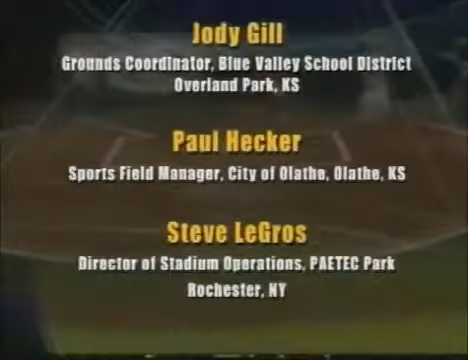 Jody Gill
Grounds Coordinator, Blue Valley School District
Overland Park, KS
Paul Hecker
Sports Field Manager, City of Olathe, Olathe, KS
Steve LeGros
Director of Stadium Operations, PAETEC Park
Rochester, NY